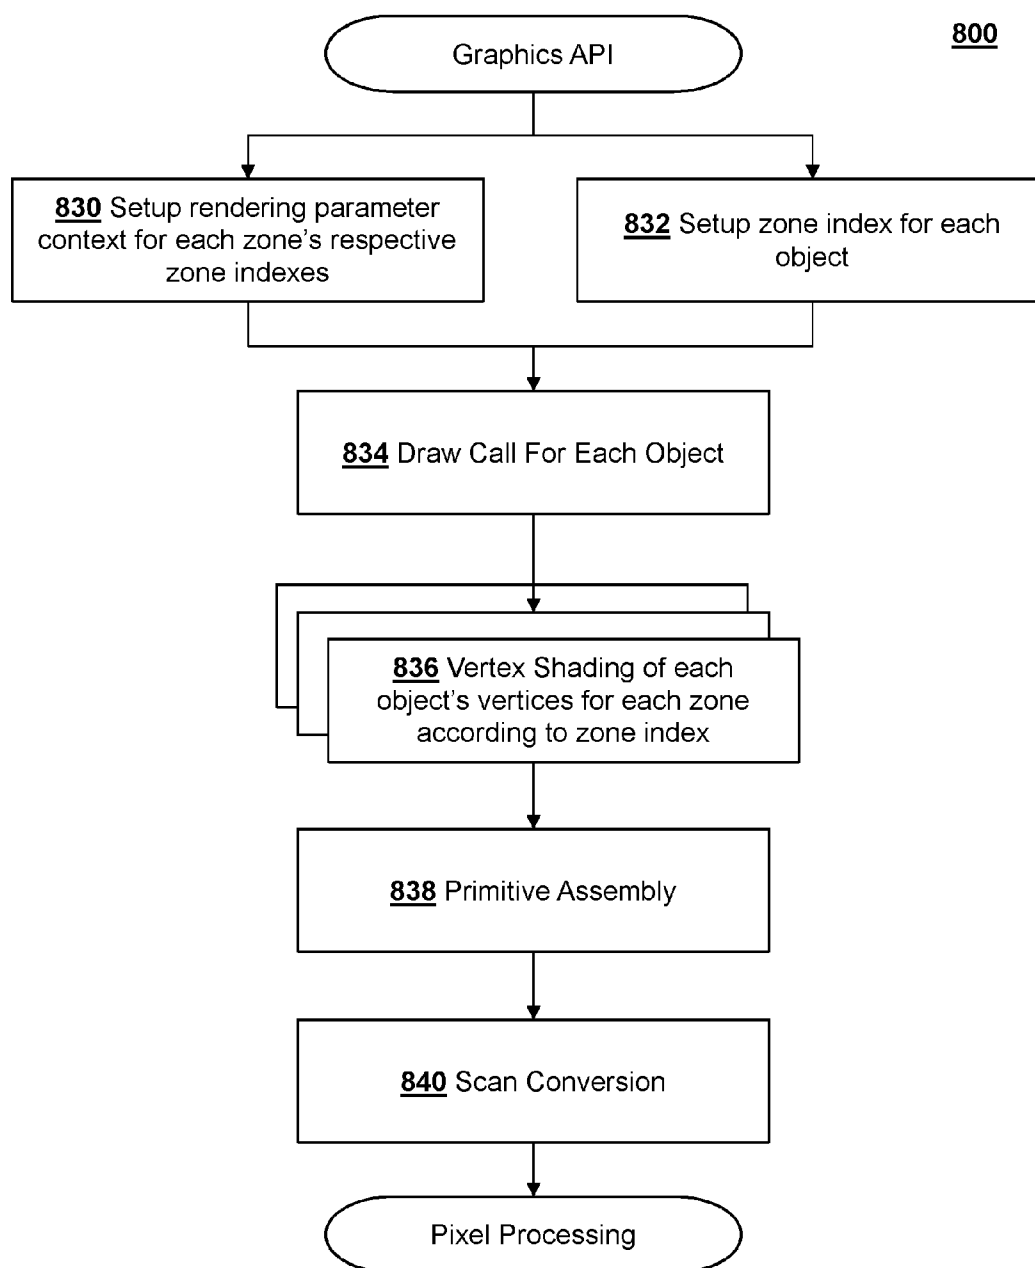 800
Graphics API
830 Setup rendering parameter
context for each zone's respective
zone indexes
832 Setup zone index for each
object
834 Draw Call For Each Object
836 Vertex Shading of each
object's vertices for each zone
according to zone index
838 Primitive Assembly
840 Scan Conversion
Pixel Processing